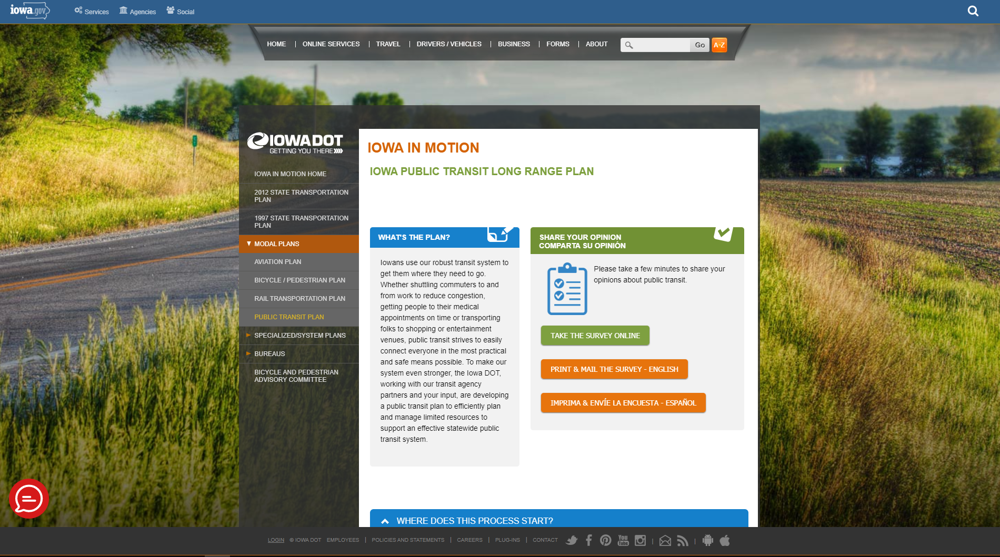 iowa.gov
Services
Agencies
Social
HOME
ONLINE SERVICES
TRAVEL
DRIVERS / VEHICLES
BUSINESS
FORMS
ABOUT
Go
A-Z
IOWADOT
GETTING YOU THERE
IOWA IN MOTION HOME
2012 STATE TRANSPORTATION
PLAN
1997 STATE TRANSPORTATION
PLAN
MODAL PLANS
AVIATION PLAN
BICYCLE / PEDESTRIAN PLAN
RAIL TRANSPORTATION PLAN
PUBLIC TRANSIT PLAN
SPECIALIZED/SYSTEM PLANS
BUREAUS
BICYCLE AND PEDESTRIAN
ADVISORY COMMITTEE
IOWA IN MOTION
IOWA PUBLIC TRANSIT LONG RANGE PLAN
WHAT'S THE PLAN?
Iowans use our robust transit system to
get them where they need to go.
Whether shuttling commuters to and
from work to reduce congestion,
getting people to their medical
appointments on time or transporting
folks to shopping or entertainment
venues, public transit strives to easily
connect everyone in the most practical
and safe means possible. To make our
system even stronger, the Iowa DOT,
working with our transit agency
partners and your input, are developing
a public transit plan to efficiently plan
and manage limited resources to
support an effective statewide public
transit system.
SHARE YOUR OPINION
COMPARTA SU OPINIÓN
Please take a few minutes to share your
opinions about public transit.
TAKE THE SURVEY ONLINE
PRINT & MAIL THE SURVEY - ENGLISH
IMPRIMA & ENVÍE LA ENCUESTA - ESPAÑOL
WHERE DOES THIS PROCESS START?
LOGIN © IOWA DOT EMPLOYEES | POLICIES AND STATEMENTS | CAREERS | PLUG-INS | CONTACT
You
Tube